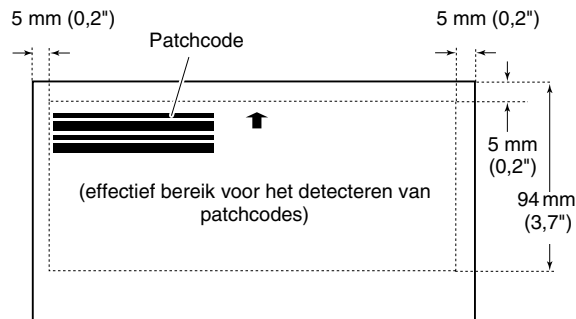 5 mm (0,2")
5 mm (0,2")
Patchcode
5 mm
(0,2")
(effectief bereik voor het detecteren van
patchcodes)
94 mm
(3,7")